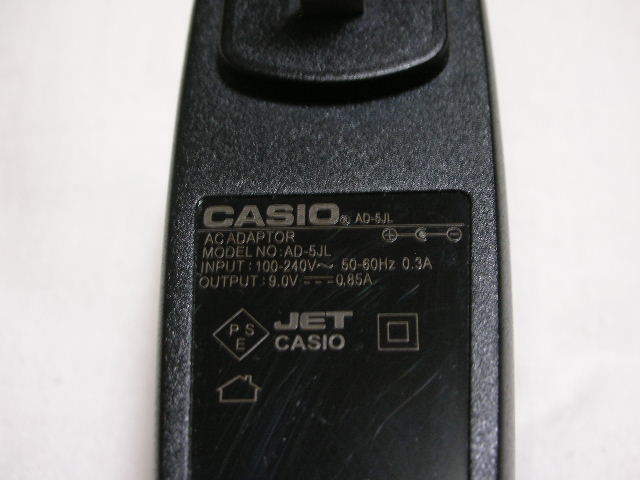 CASIO® AD-5JL
AC ADAPTOR
MODEL NO:AD-5JL
INPUT : 100-240V~ 50-60Hz 0.3A
OUTPUT : 9.0V ⎓ 0.85A
PS
E
JET
CASIO